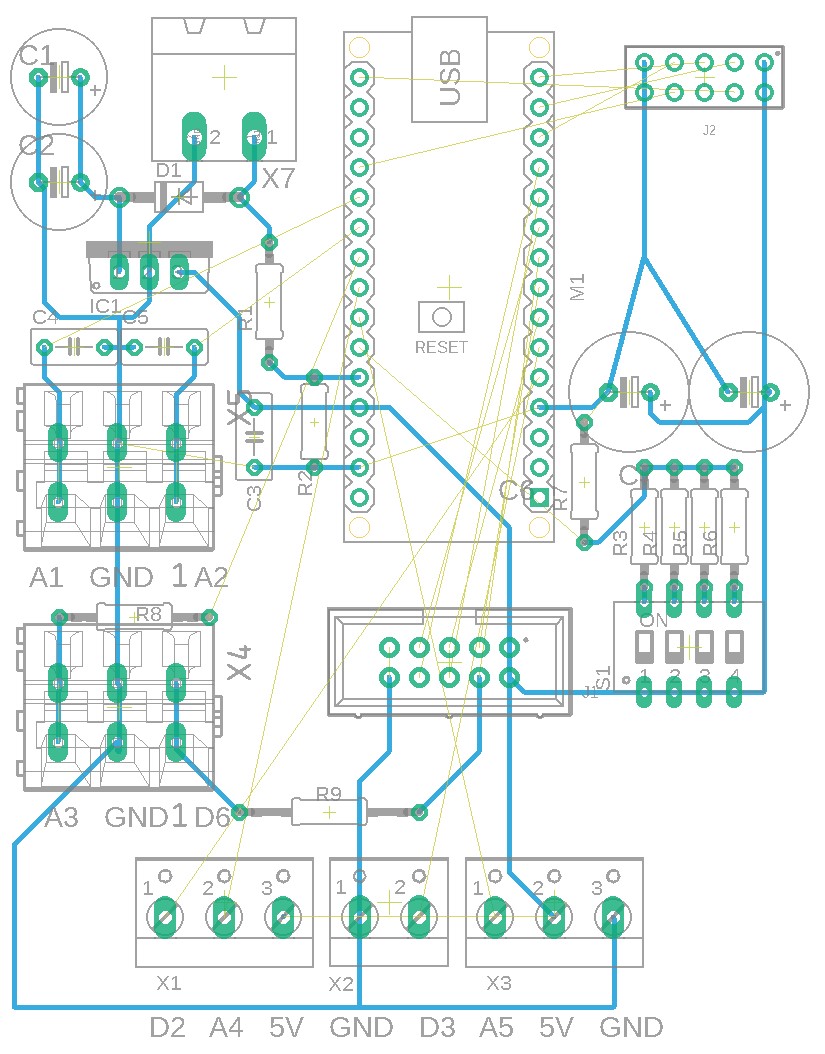 C1
+
C2
2
1
D1
X7
USB
J2
IC1
C4
C5
R1
M1
RESET
X5
C3
R2
+
+
C6
R7
C
R3
R4
R5
R6
A1 GND 1 A2
R8
X4
ON
1 2 3 4
S1
J1
R9
A3 GND 1 D6
1 2 3
1 2
1 2 3
X1
X2
X3
D2 A4 5V GND D3 A5 5V GND